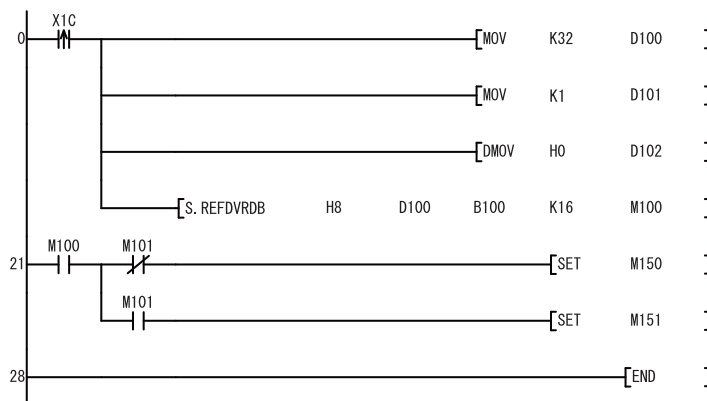 X1C
0 MOV K32 D100
MOV K1 D101
DMOV H0 D102
S.REFDVRDB H8 D100 B100 K16 M100
M100 M101
21 SET M150
M101
SET M151
28 END